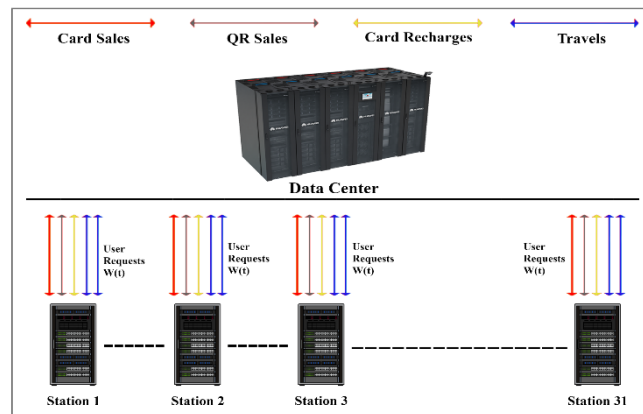 Card Sales
QR Sales
Card Recharges
Travels
Data Center
User
Requests
W(t)
User
Requests
W(t)
User
Requests
W(t)
User
Requests
W(t)
Station 1
Station 2
Station 3
Station 31